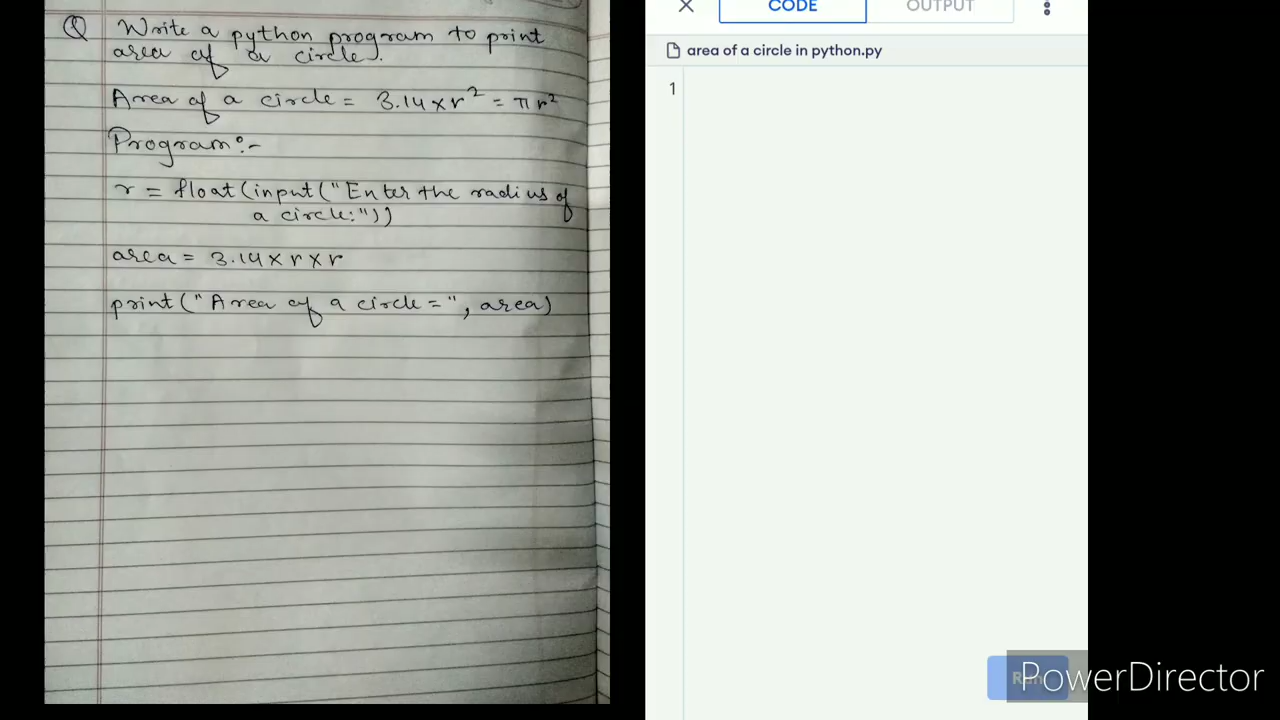 Q Write a python program to print
area of a circle.
Area of a circle = 3.14 × r² = πr²
Program:-
r = float(input("Enter the radius of
a circle:"))
area = 3.14 × r × r
print("Area of a circle =", area)
CODE
OUTPUT
area of a circle in python.py
1
PowerDirector